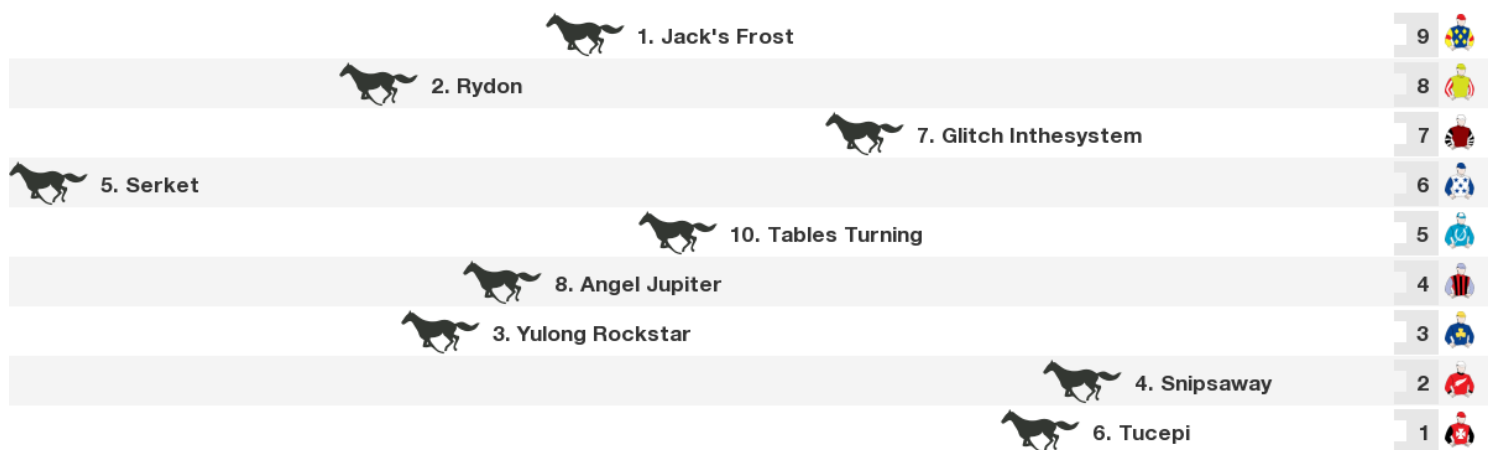 1. Jack's Frost 9
2. Rydon 8
7. Glitch Inthesystem 7
5. Serket 6
10. Tables Turning 5
8. Angel Jupiter 4
3. Yulong Rockstar 3
4. Snipsaway 2
6. Tucepi 1